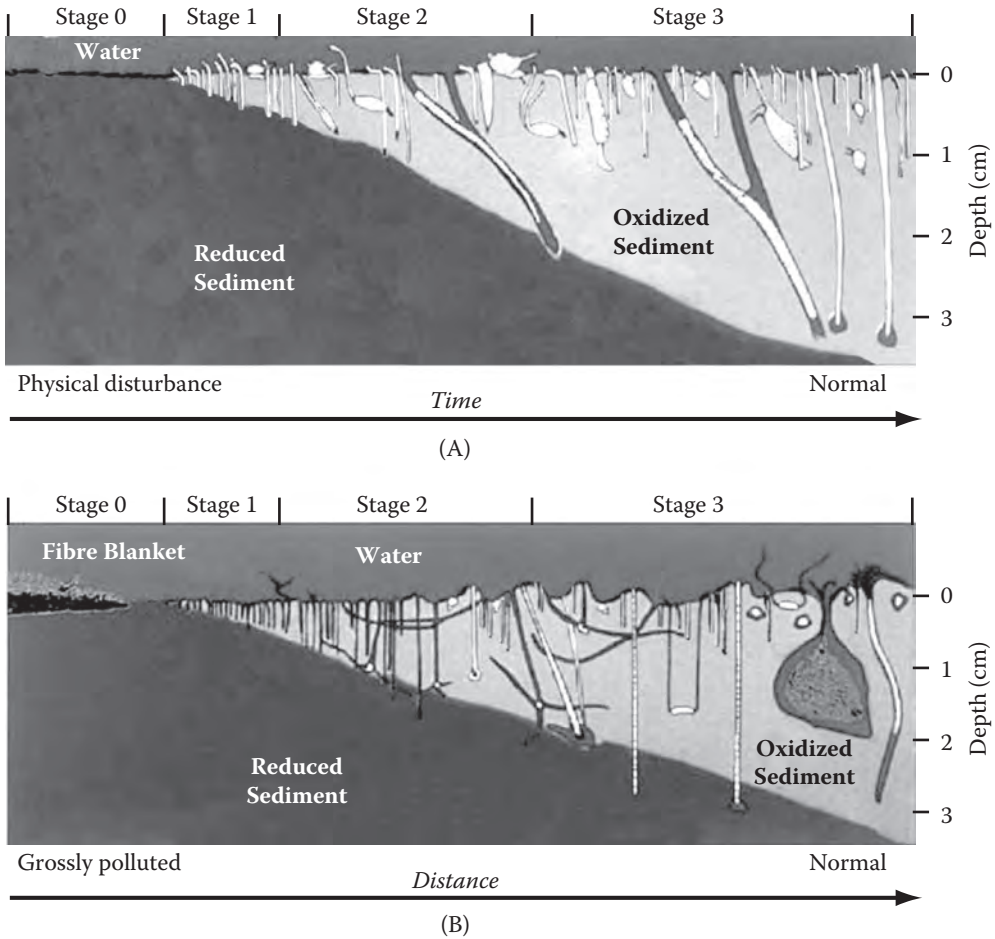 Stage 0 Stage 1 Stage 2 Stage 3
Water
0
1
2
3
Depth (cm)
Oxidized
Sediment
Reduced
Sediment
Physical disturbance Normal
Time
(A)
Stage 0 Stage 1 Stage 2 Stage 3
Fibre Blanket Water
0
1
2
3
Depth (cm)
Oxidized
Sediment
Reduced
Sediment
Grossly polluted Normal
Distance
(B)